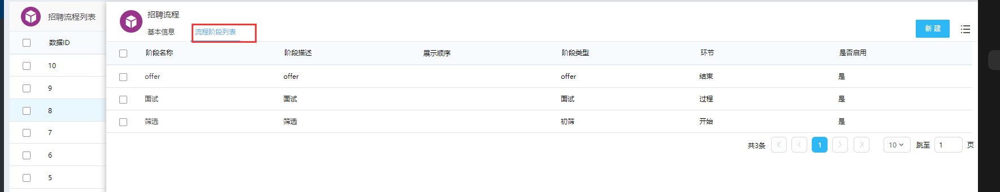 招聘流程列表
数据ID
10
9
8
7
6
5
招聘流程
基本信息 流程阶段列表
新建
阶段名称 阶段描述 展示顺序 阶段类型 环节 是否启用
offer offer offer 结束 是
面试 面试 面试 过程 是
筛选 筛选 初筛 开始 是
共3条 1 10 跳至 1 页